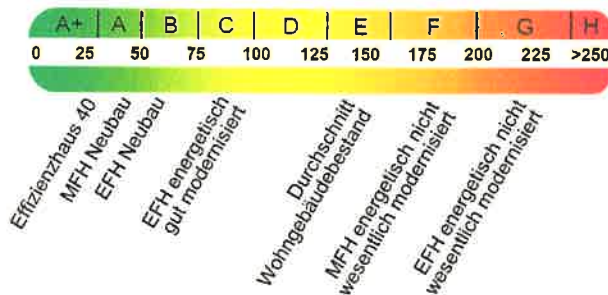 A+ A B C D E F G H
0 25 50 75 100 125 150 175 200 225 >250
Effizienzhaus 40
MFH Neubau
EFH Neubau
EFH energetisch
gut modernisiert
Durchschnitt
Wohngebäudebestand
MFH energetisch nicht
wesentlich modernisiert
EFH energetisch nicht
wesentlich modernisiert